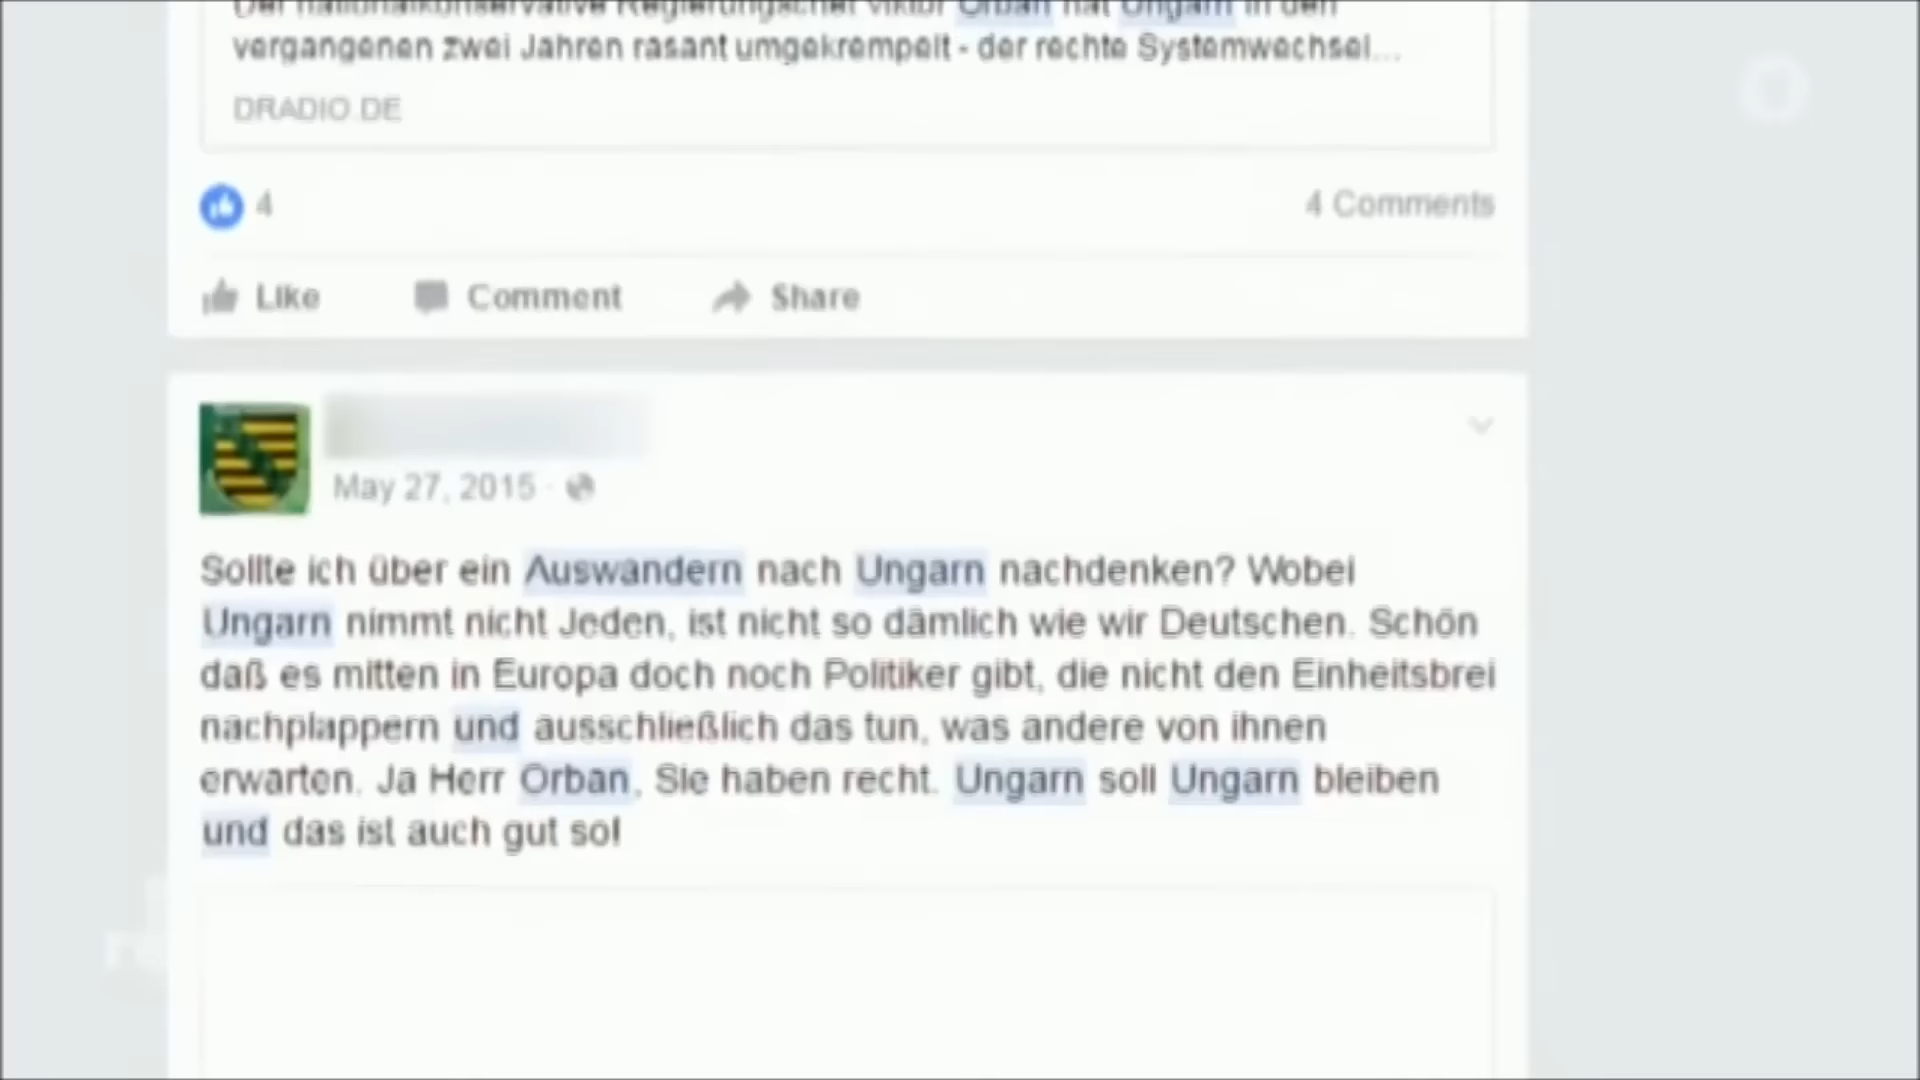 Der nationalkonservative Regierungschef Viktor Orban hat Ungarn in den
vergangenen zwei Jahren rasant umgekrempelt - der rechte Systemwechsel...
DRADIO.DE
4
4 Comments
Like Comment Share
May 27, 2015 ·
Sollte ich über ein Auswandern nach Ungarn nachdenken? Wobei
Ungarn nimmt nicht Jeden, ist nicht so dämlich wie wir Deutschen. Schön
daß es mitten in Europa doch noch Politiker gibt, die nicht den Einheitsbrei
nachplappern und ausschließlich das tun, was andere von ihnen
erwarten. Ja Herr Orban, Sie haben recht. Ungarn soll Ungarn bleiben
und das ist auch gut so!